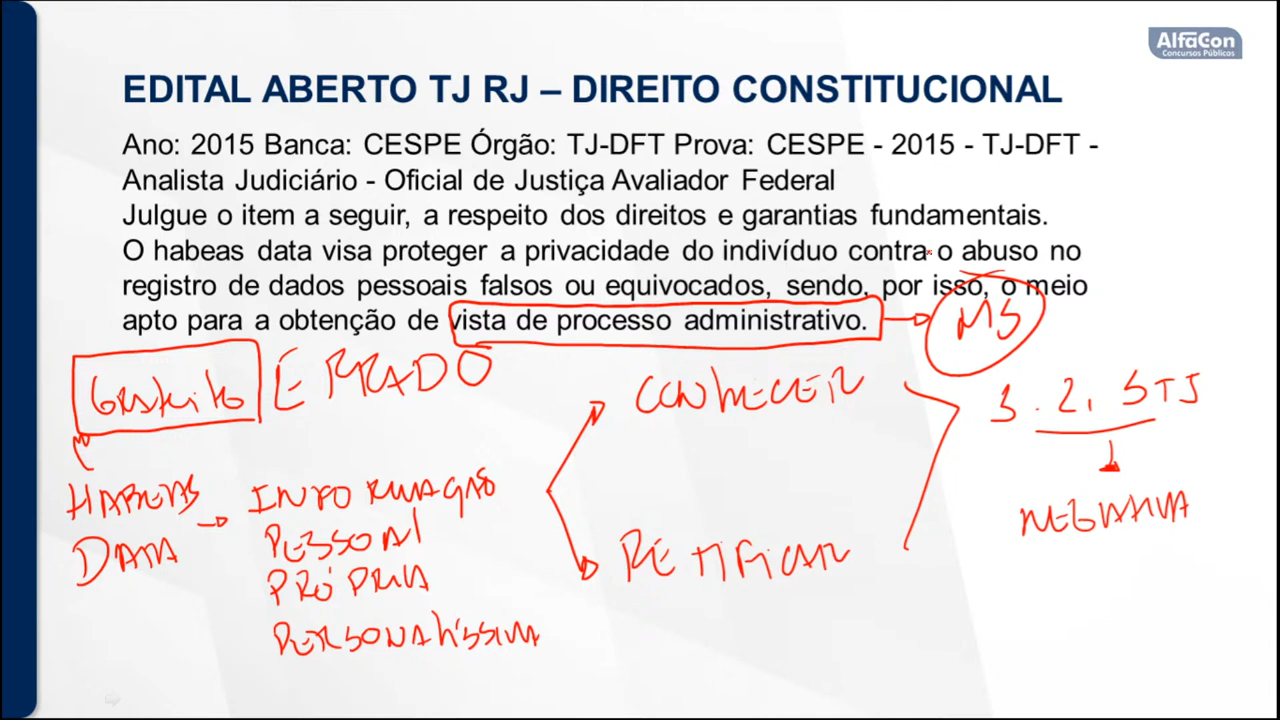 AlfaCon
Concursos Públicos
EDITAL ABERTO TJ RJ – DIREITO CONSTITUCIONAL
Ano: 2015 Banca: CESPE Órgão: TJ-DFT Prova: CESPE - 2015 - TJ-DFT -
Analista Judiciário - Oficial de Justiça Avaliador Federal
Julgue o item a seguir, a respeito dos direitos e garantias fundamentais.
O habeas data visa proteger a privacidade do indivíduo contra o abuso no
registro de dados pessoais falsos ou equivocados, sendo, por isso, o meio
apto para a obtenção de vista de processo administrativo.
MS
Gratuito ERRADO
CONHECER
S. 2, STJ
HABEAS
DATA
INFORMAÇÃO
PESSOAL
PRÓPRIA
PERSONALÍSSIMA
RETIFICAR
NEGATIVA